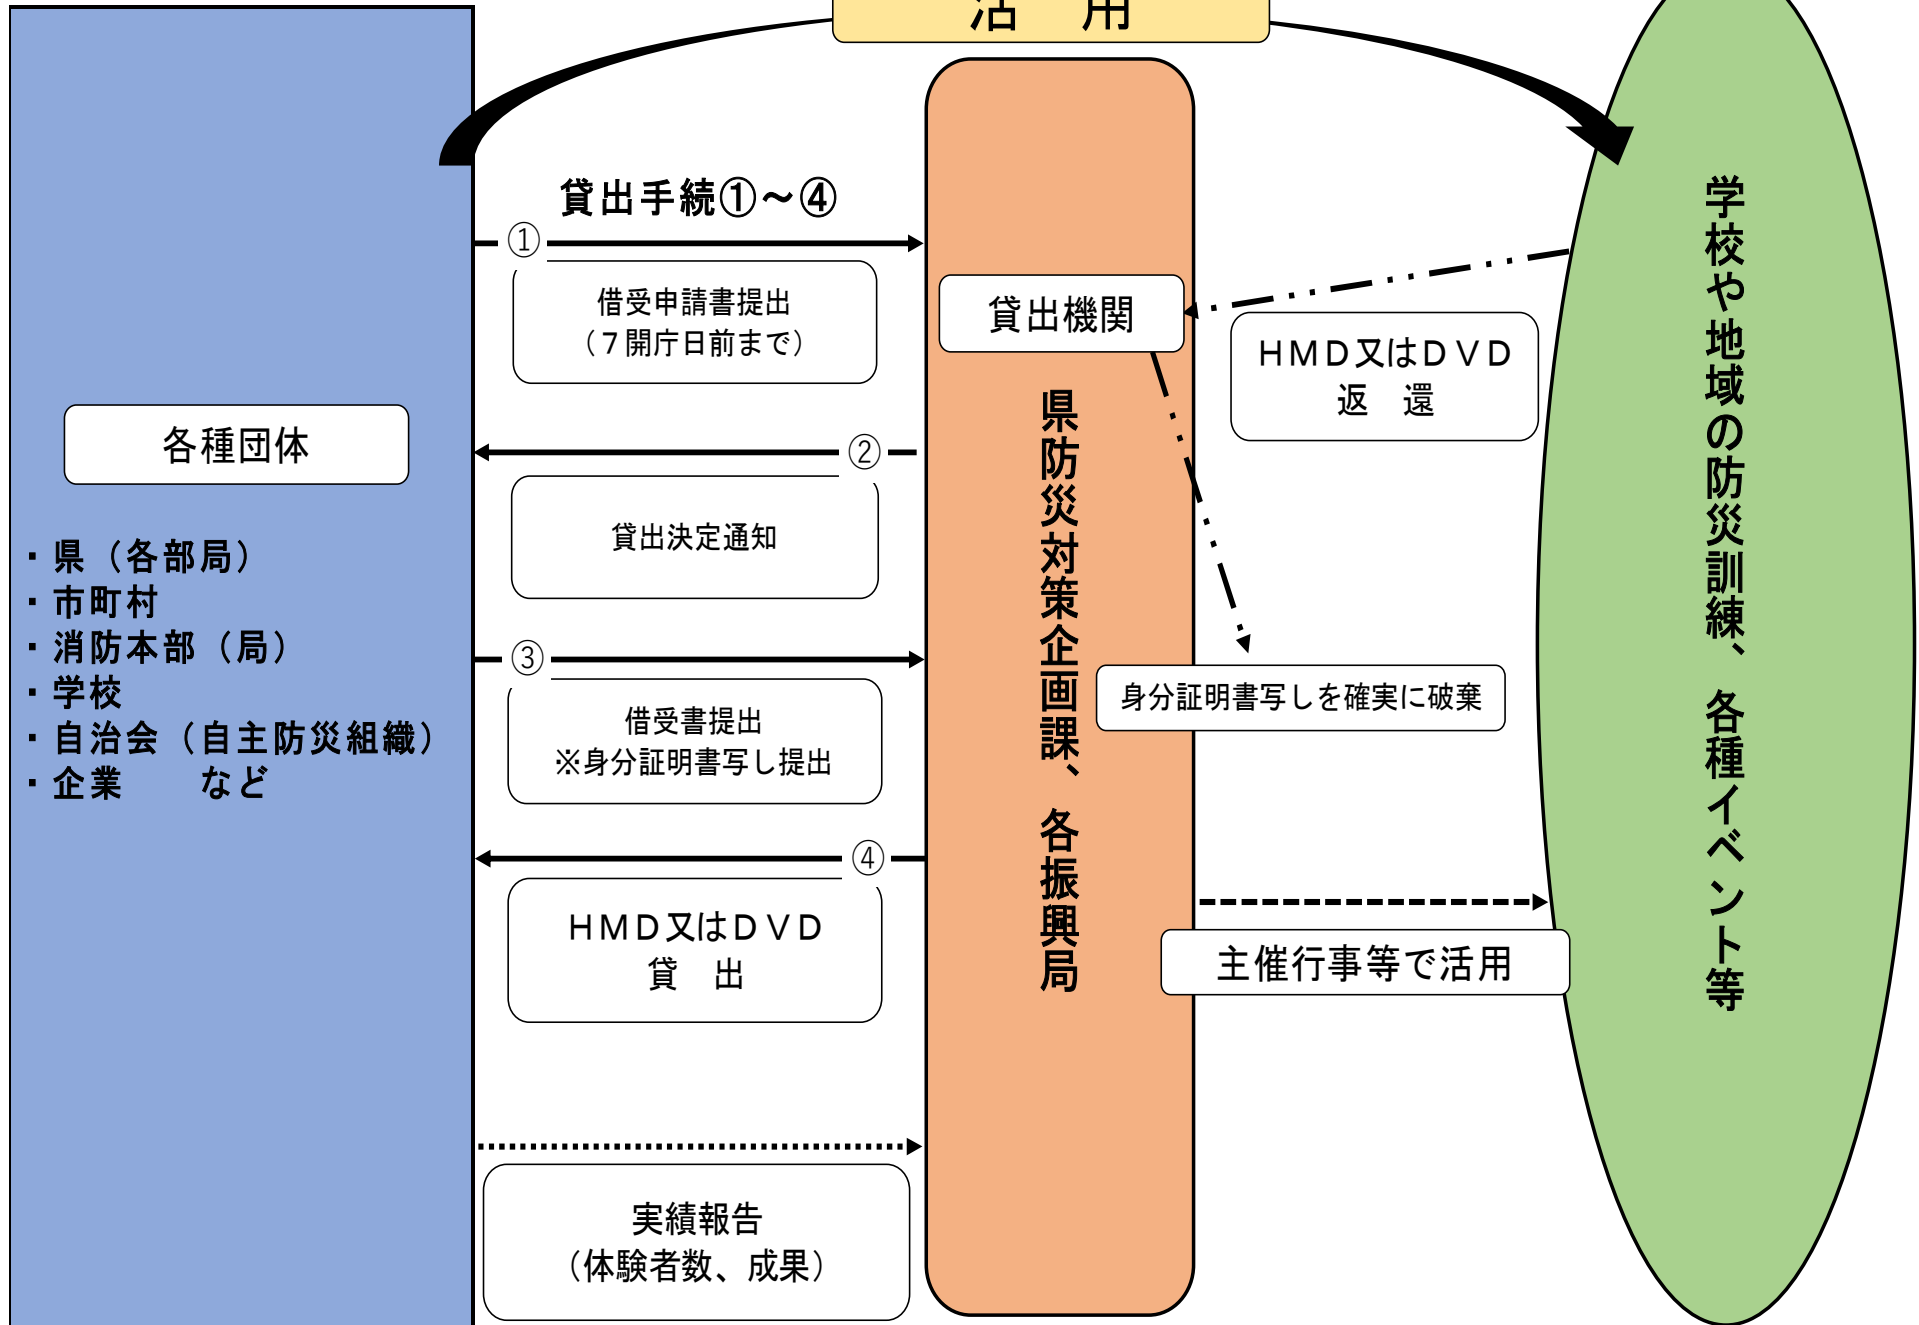 活　用
貸出手続①～④
①
借受申請書提出
（７開庁日前まで）
各種団体
・県（各部局）
・市町村
・消防本部（局）
・学校
・自治会（自主防災組織）
・企業　　など
②
貸出決定通知
③
借受書提出
※身分証明書写し提出
④
ＨＭＤ又はＤＶＤ
貸　出
実績報告
（体験者数、成果）
貸出機関
県防災対策企画課、各振興局
ＨＭＤ又はＤＶＤ
返　還
身分証明書写しを確実に破棄
主催行事等で活用
学校や地域の防災訓練、各種イベント等